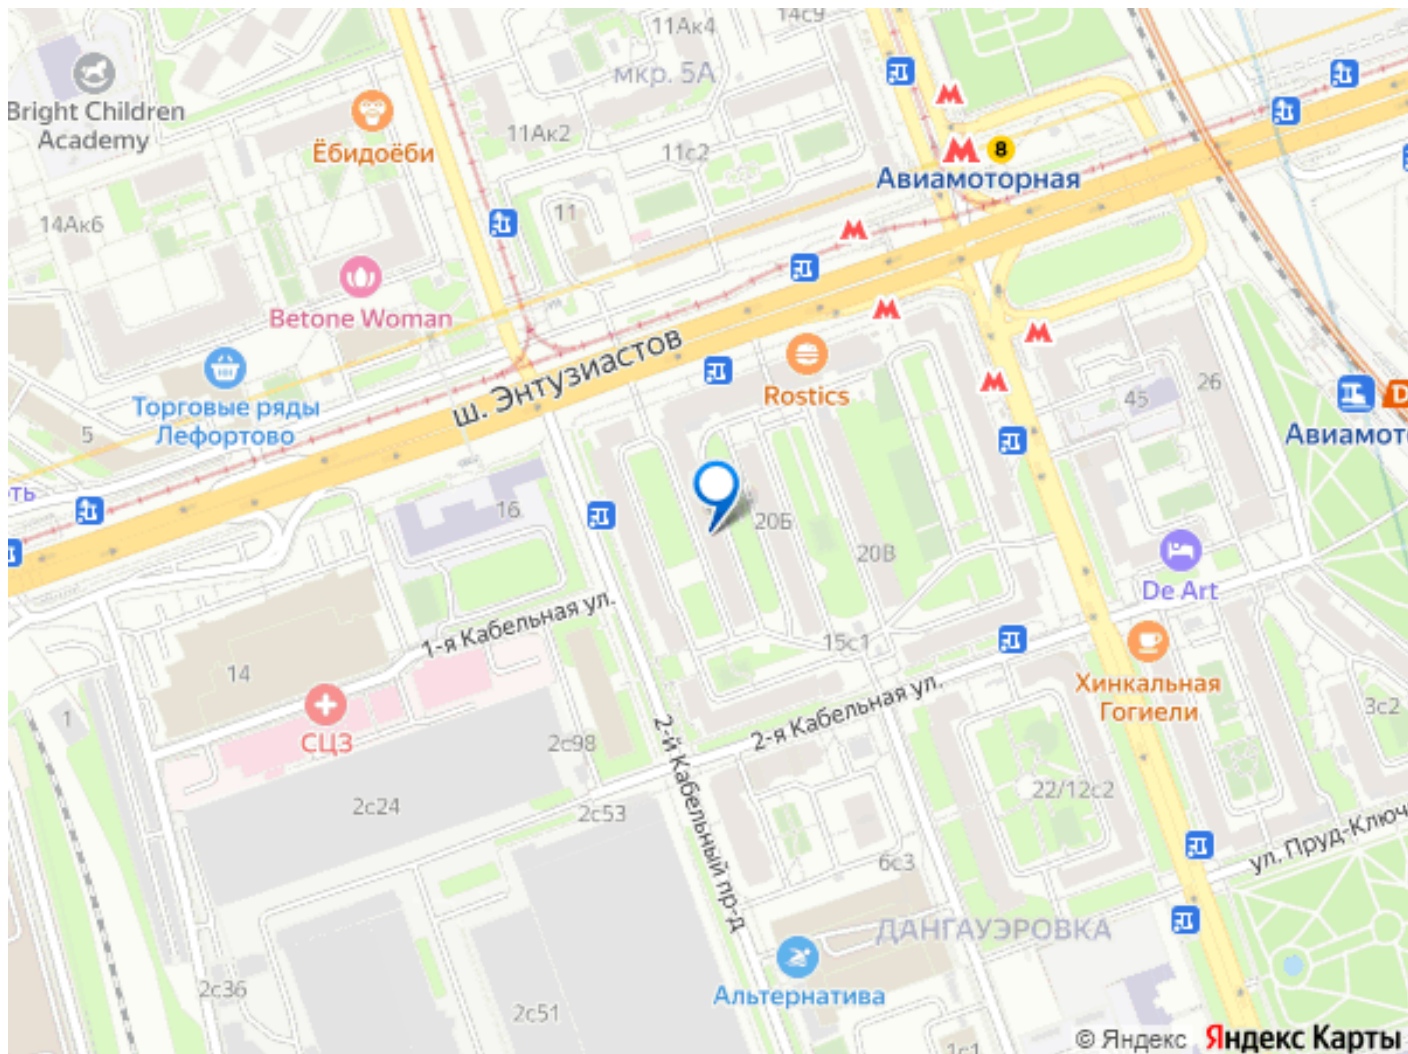 11Ак4
14с9
мкр. 5А
Bright Children
Academy
Ёбидоёби
11Ак2
11с2
8
Авиамоторная
14Ак6
11
Betone Woman
ш. Энтузиастов
Rostics
Торговые ряды
Лефортово
5
45
26
D
Авиамот
ть
16
20Б
20В
De Art
1-я Кабельная ул.
15с1
14
1
СЦЗ
2-я Кабельная ул.
Хинкальная
Гогиели
3с2
2с98
2-й Кабельный пр-д
2с24
2с53
22/12с2
ул. Пруд-Ключ
6с3
ДАНГАУЭРОВКА
2с36
Альтернатива
2с51
1с1
© Яндекс Яндекс Карты